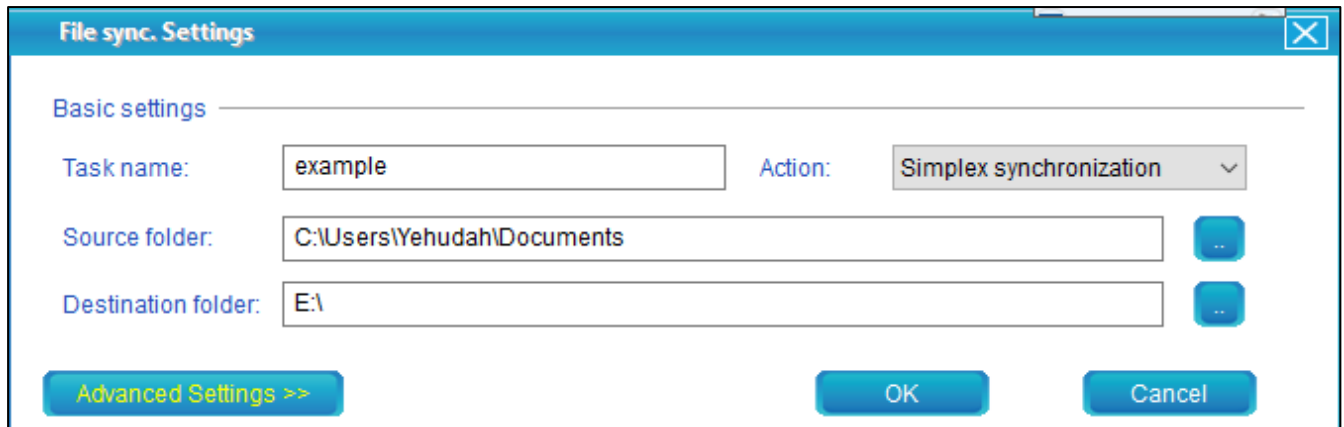 File sync. Settings
Basic settings
Task name: example Action: Simplex synchronization
Source folder: C:\Users\Yehudah\Documents ..
Destination folder: E:\ ..
Advanced Settings >> OK Cancel